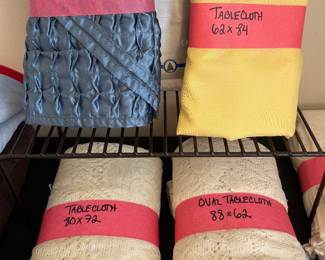 TABLECLOTH
62 x 84
TABLECLOTH
80 x 72
OVAL TABLECLOTH
88 x 62